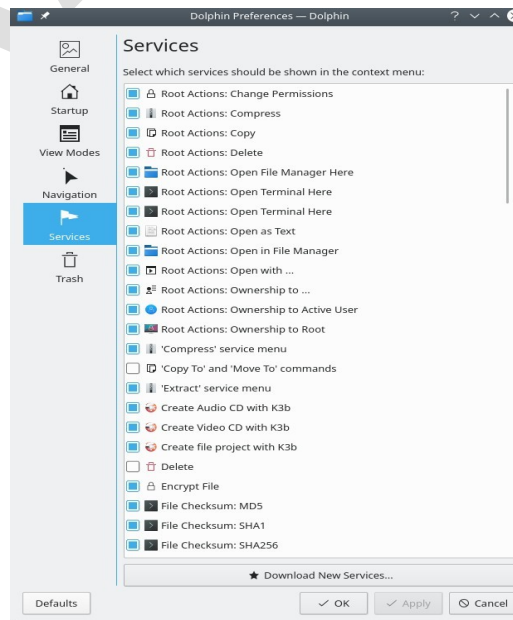 Dolphin Preferences — Dolphin
General
Startup
View Modes
Navigation
Services
Trash
Services
Select which services should be shown in the context menu:
Root Actions: Change Permissions
Root Actions: Compress
Root Actions: Copy
Root Actions: Delete
Root Actions: Open File Manager Here
Root Actions: Open Terminal Here
Root Actions: Open Terminal Here
Root Actions: Open as Text
Root Actions: Open in File Manager
Root Actions: Open with ...
Root Actions: Ownership to ...
Root Actions: Ownership to Active User
Root Actions: Ownership to Root
'Compress' service menu
'Copy To' and 'Move To' commands
'Extract' service menu
Create Audio CD with K3b
Create Video CD with K3b
Create file project with K3b
Delete
Encrypt File
File Checksum: MD5
File Checksum: SHA1
File Checksum: SHA256
Download New Services...
Defaults
OK
Apply
Cancel